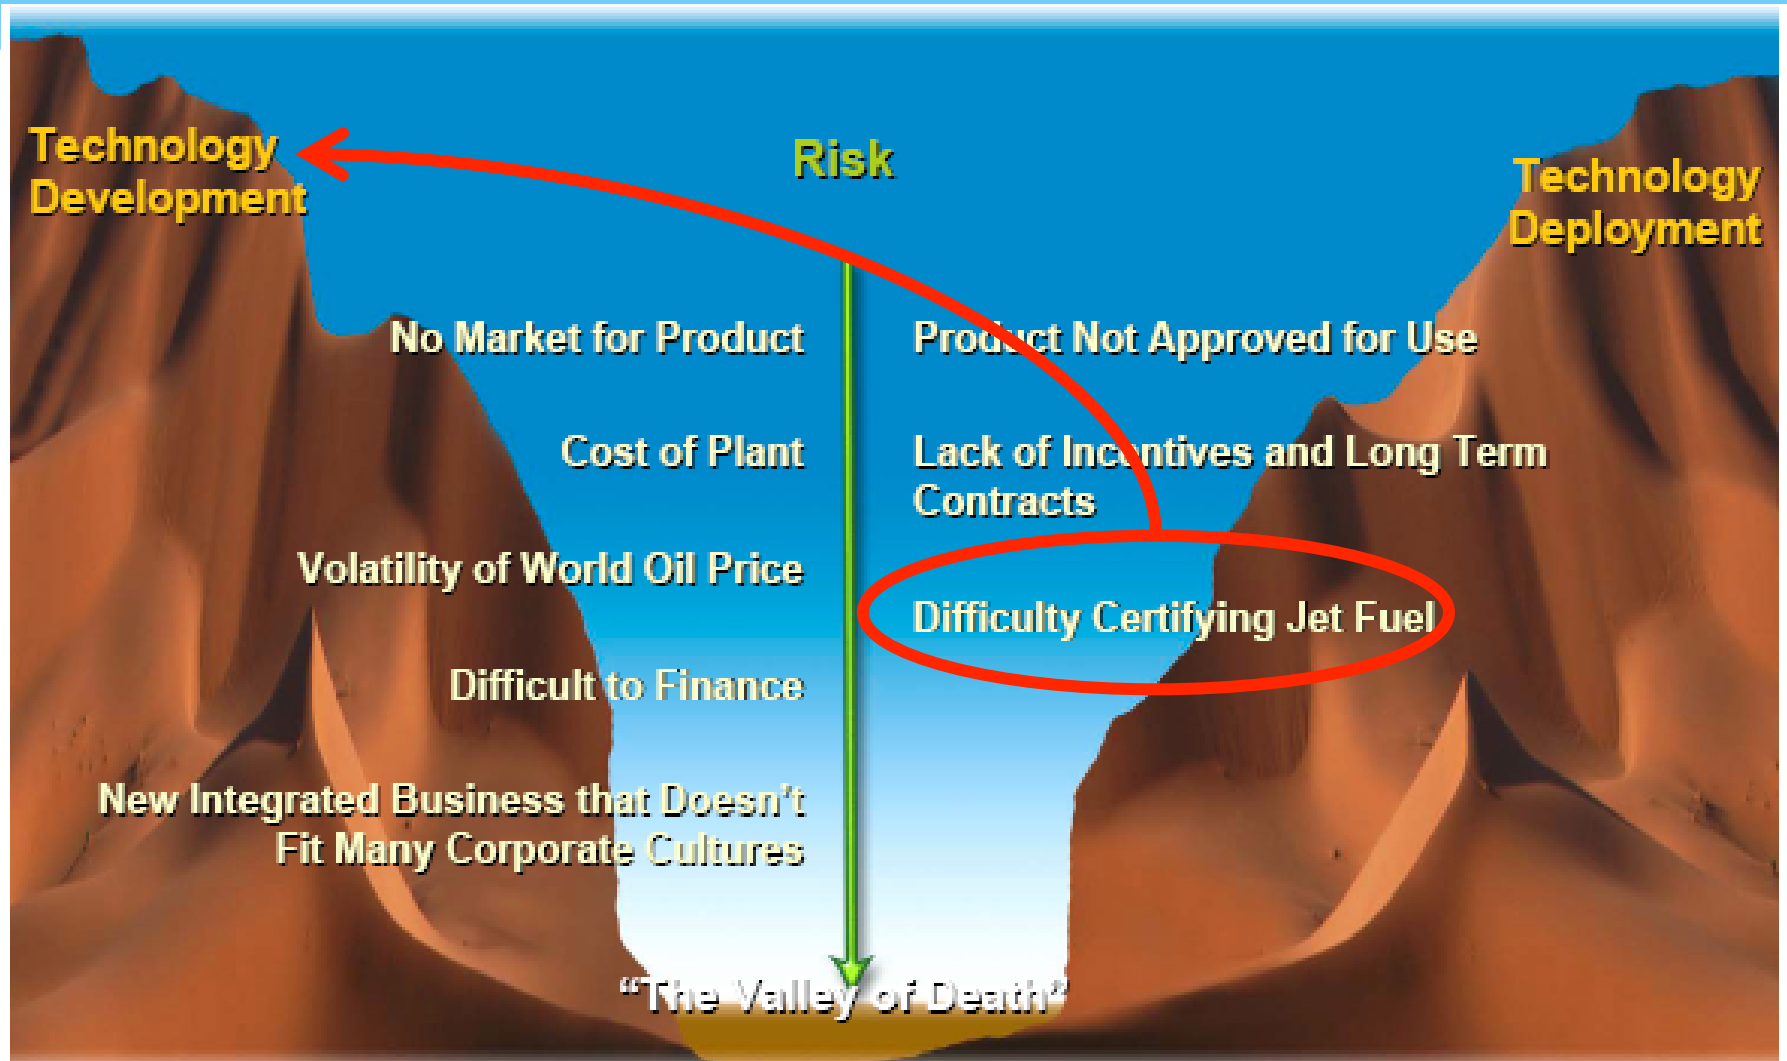 Technology
Development
Risk
Technology
Deployment
No Market for Product
Product Not Approved for Use
Cost of Plant
Lack of Incentives and Long Term
Contracts
Volatility of World Oil Price
Difficulty Certifying Jet Fuel
Difficult to Finance
New Integrated Business that Doesn't
Fit Many Corporate Cultures
“The Valley of Death”